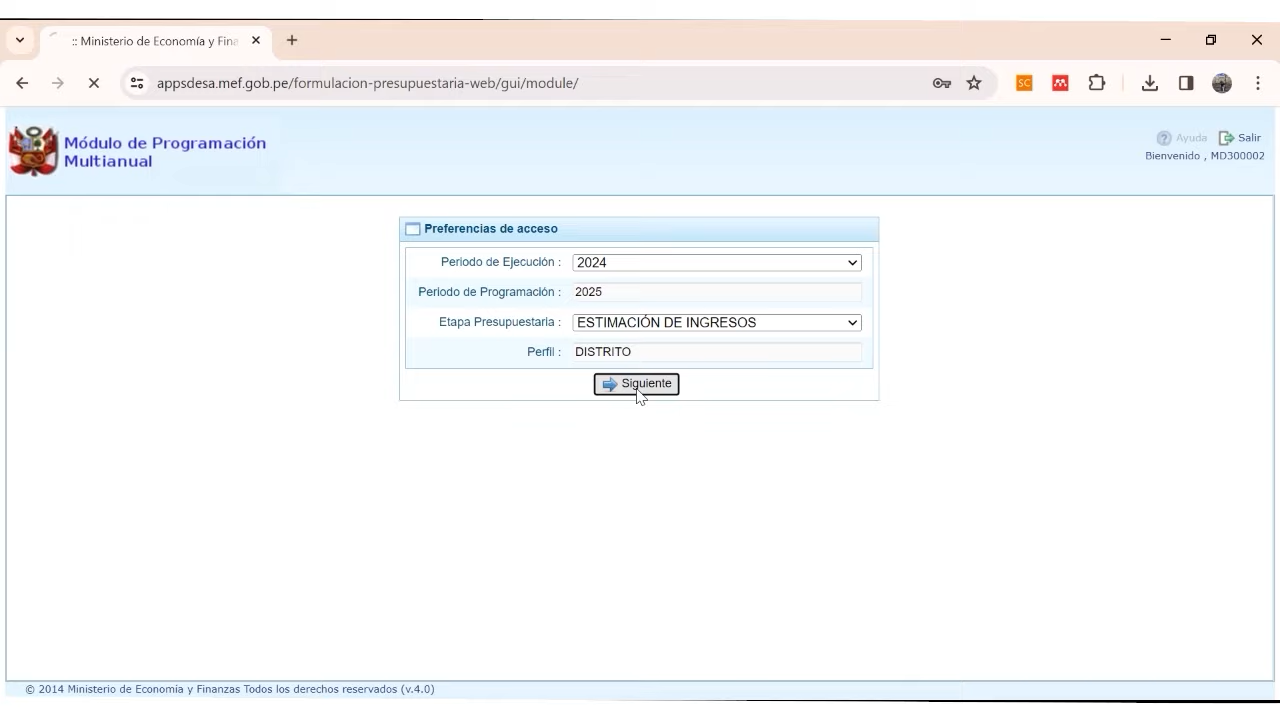 :: Ministerio de Economía y Fina
appsdesa.mef.gob.pe/formulacion-presupuestaria-web/gui/module/
SC
Módulo de Programación
Multianual
Ayuda
Salir
Bienvenido , MD300002
Preferencias de acceso
Periodo de Ejecución : 2024
Periodo de Programación : 2025
Etapa Presupuestaria : ESTIMACIÓN DE INGRESOS
Perfil : DISTRITO
Siguiente
© 2014 Ministerio de Economia y Finanzas Todos los derechos reservados (v.4.0)